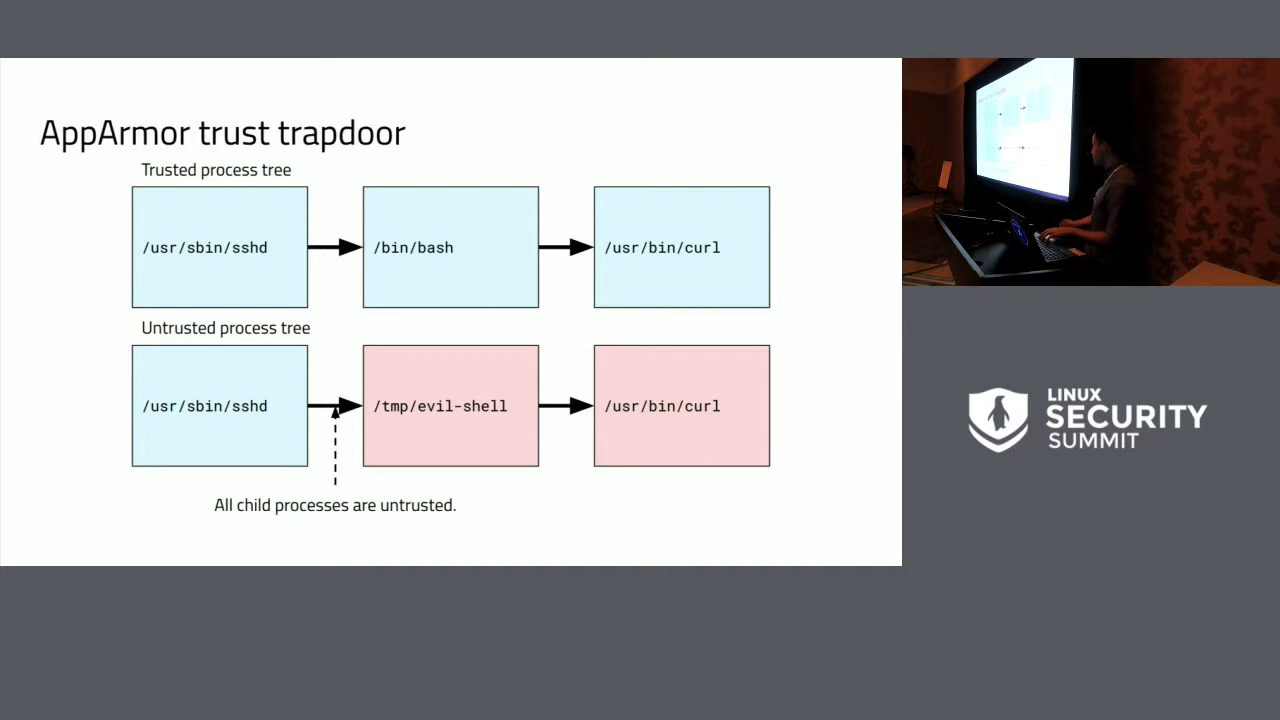 AppArmor trust trapdoor
Trusted process tree
/usr/sbin/sshd
/bin/bash
/usr/bin/curl
Untrusted process tree
/usr/sbin/sshd
/tmp/evil-shell
/usr/bin/curl
All child processes are untrusted.
LINUX
SECURITY
SUMMIT